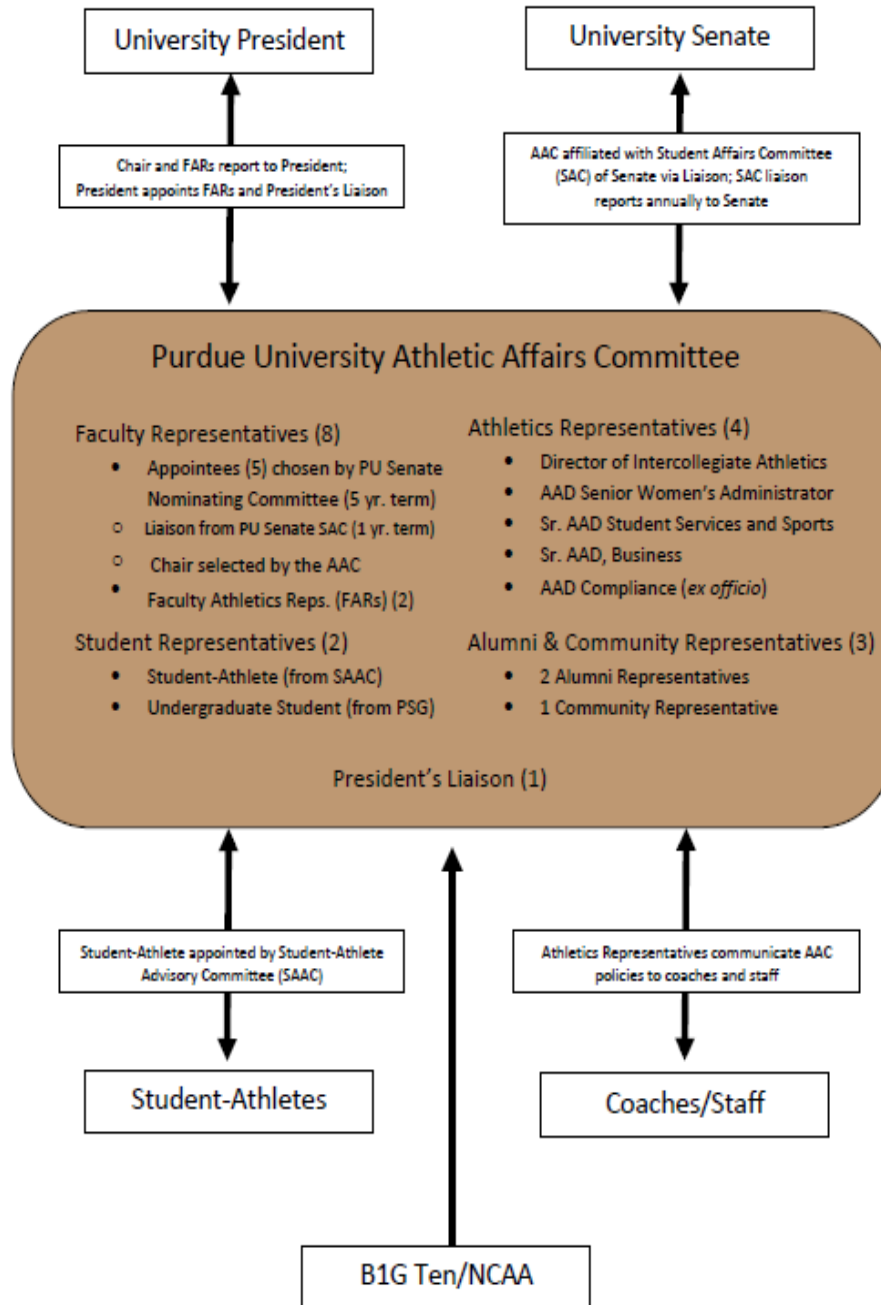 University President
University Senate
Chair and FARs report to President;
President appoints FARs and President's Liaison
AAC affiliated with Student Affairs Committee
(SAC) of Senate via Liaison; SAC liaison
reports annually to Senate
Purdue University Athletic Affairs Committee
Faculty Representatives (8)
• Appointees (5) chosen by PU Senate
Nominating Committee (5 yr. term)
○ Liaison from PU Senate SAC (1 yr. term)
○ Chair selected by the AAC
• Faculty Athletics Reps. (FARs) (2)
Athletics Representatives (4)
• Director of Intercollegiate Athletics
• AAD Senior Women's Administrator
• Sr. AAD Student Services and Sports
• Sr. AAD, Business
• AAD Compliance (ex officio)
Student Representatives (2)
• Student-Athlete (from SAAC)
• Undergraduate Student (from PSG)
Alumni & Community Representatives (3)
• 2 Alumni Representatives
• 1 Community Representative
President's Liaison (1)
Student-Athlete appointed by Student-Athlete
Advisory Committee (SAAC)
Athletics Representatives communicate AAC
policies to coaches and staff
Student-Athletes
Coaches/Staff
B1G Ten/NCAA